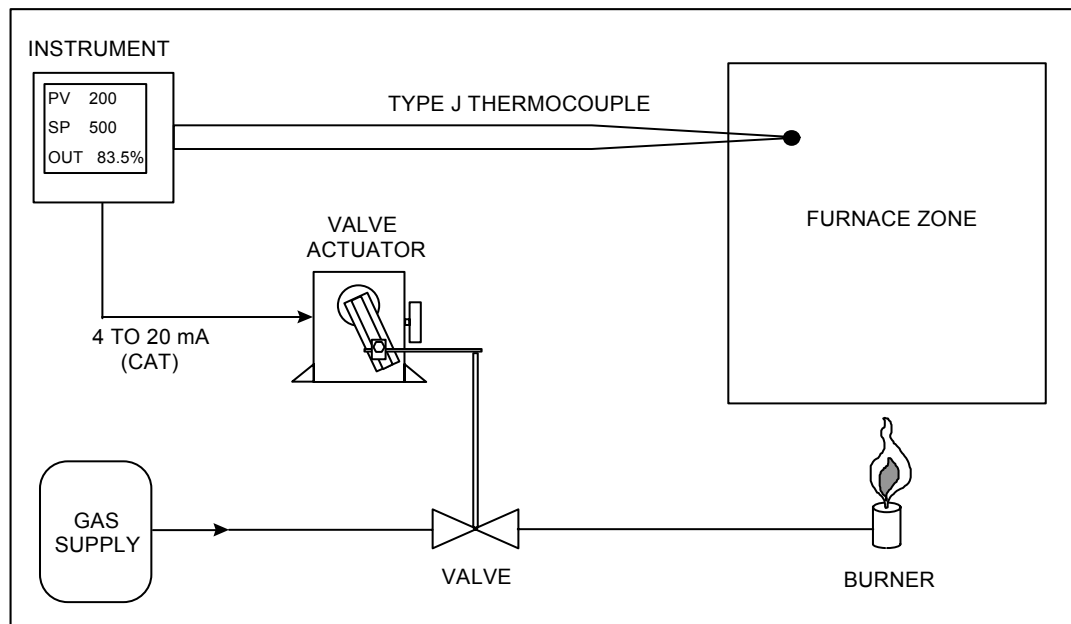 INSTRUMENT
PV 200
SP 500
OUT 83.5%
TYPE J THERMOCOUPLE
FURNACE ZONE
VALVE
ACTUATOR
4 TO 20 mA
(CAT)
GAS
SUPPLY
VALVE
BURNER